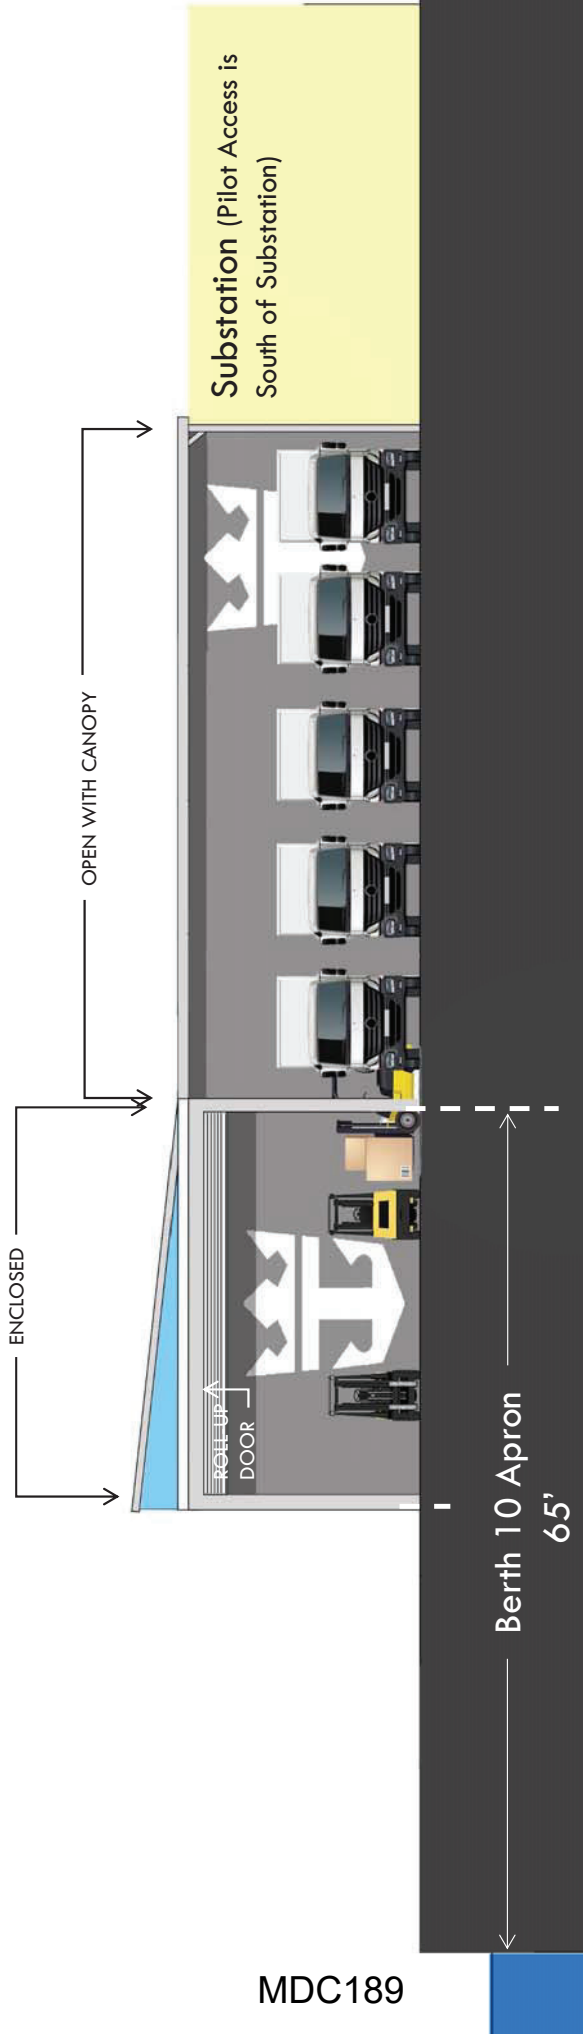 ENCLOSED
OPEN WITH CANOPY
ROLL UP
DOOR
Substation (Pilot Access is
South of Substation)
Berth 10 Apron
65'
MDC189